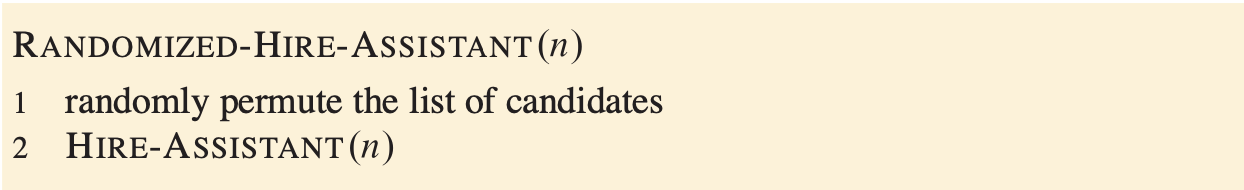 RANDOMIZED-HIRE-ASSISTANT(n)
1 randomly permute the list of candidates
2 HIRE-ASSISTANT(n)